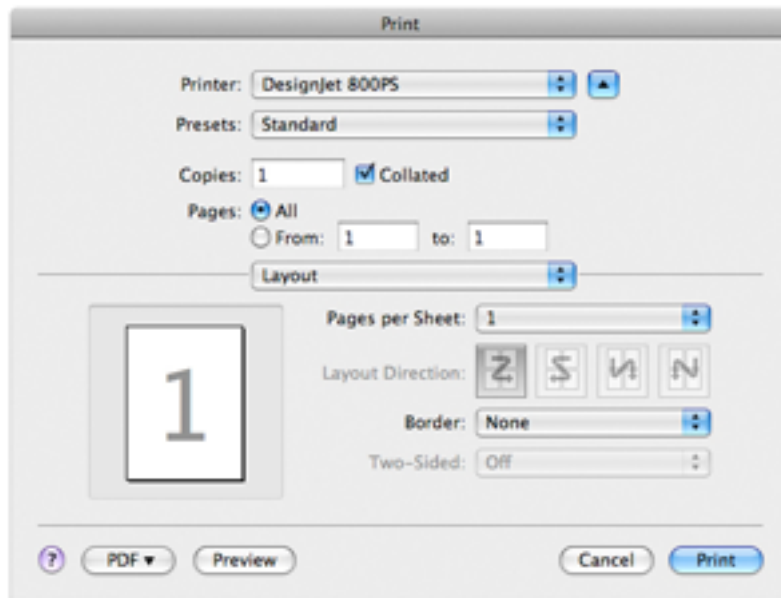 Print
Printer: DesignJet 800PS
Presets: Standard
Copies: 1 Collated
Pages: All
From: 1 to: 1
Layout
Pages per Sheet: 1
1
Layout Direction:
Border: None
Two-Sided: Off
? PDF ▼ Preview Cancel Print